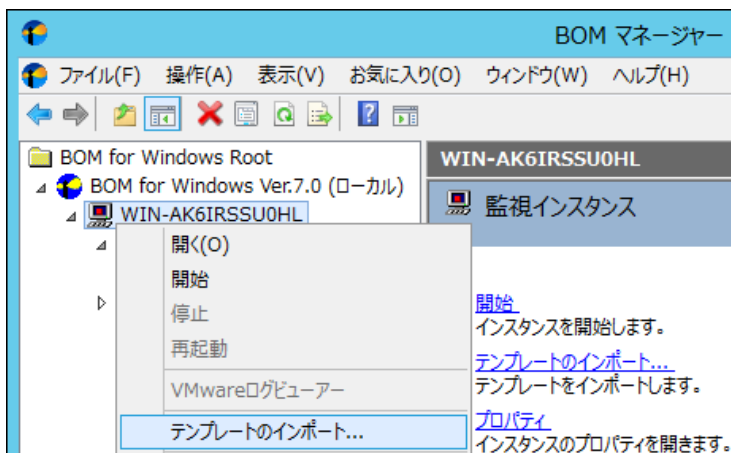 BOM マネージャー
ファイル(F) 操作(A) 表示(V) お気に入り(O) ウィンドウ(W) ヘルプ(H)
BOM for Windows Root
BOM for Windows Ver.7.0 (ローカル)
WIN-AK6IRSSU0HL
開く(O)
開始
停止
再起動
VMwareログビューアー
テンプレートのインポート...
WIN-AK6IRSSU0HL
監視インスタンス
開始
インスタンスを開始します。
テンプレートのインポート...
テンプレートをインポートします。
プロパティ
インスタンスのプロパティを開きます。